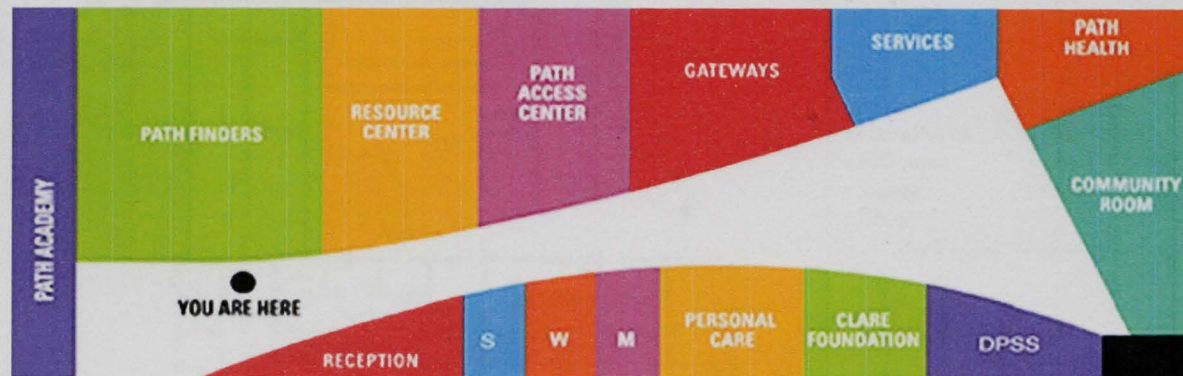 PATH ACADEMY
PATH FINDERS
RESOURCE
CENTER
PATH
ACCESS
CENTER
GATEWAYS
SERVICES
PATH
HEALTH
COMMUNITY
ROOM
YOU ARE HERE
RECEPTION
S
W
M
PERSONAL
CARE
CLARE
FOUNDATION
DPSS